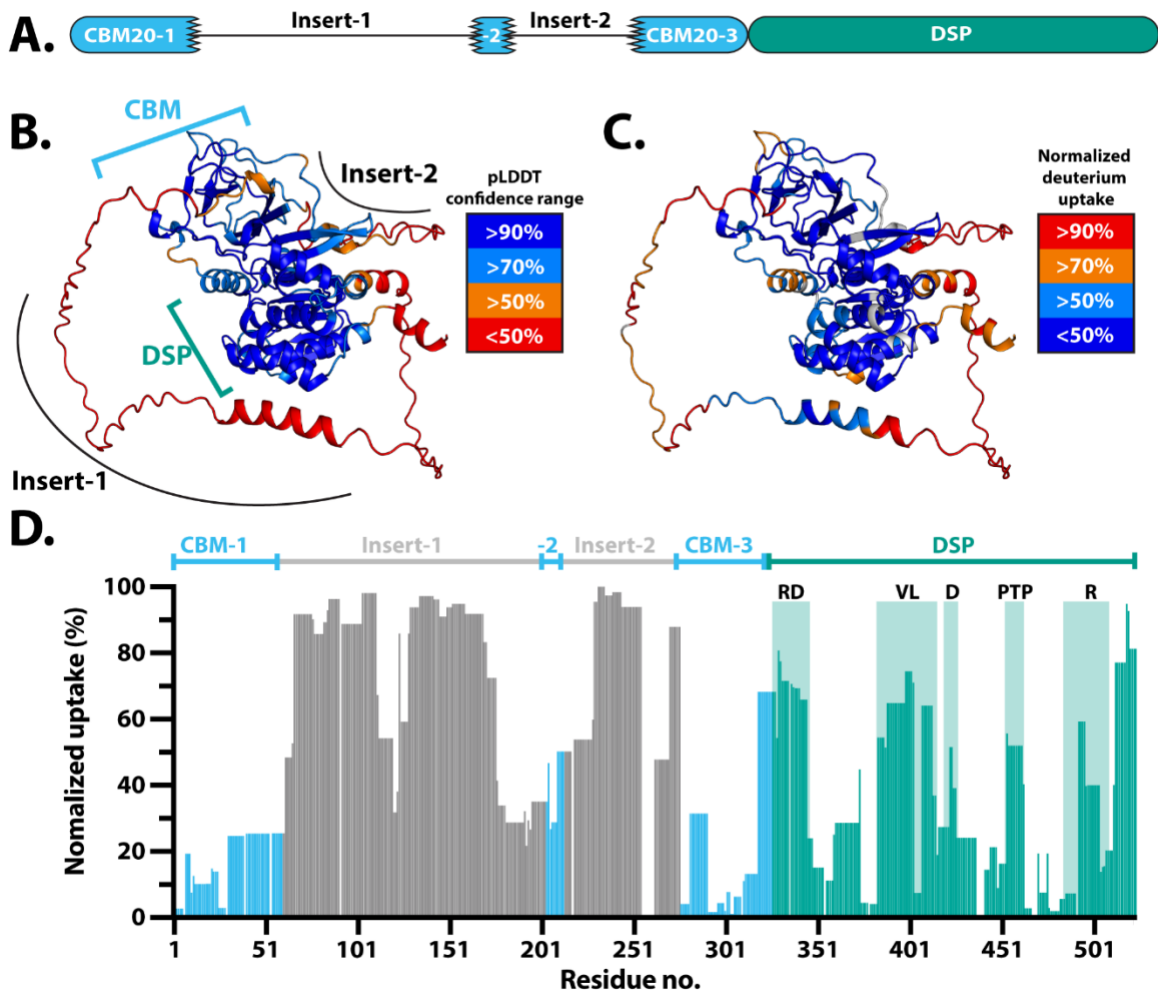 A.
CBM20-1
Insert-1
-2
Insert-2
CBM20-3
DSP
B.
CBM
Insert-2
DSP
Insert-1
pLDDT
confidence range
>90%
>70%
>50%
<50%
C.
Normalized
deuterium
uptake
>90%
>70%
>50%
<50%
D.
CBM-1
Insert-1
-2
Insert-2
CBM-3
DSP
RD
VL
D
PTP
R
Nomalized uptake (%)
100
80
60
40
20
0
1
51
101
151
201
251
301
351
401
451
501
Residue no.